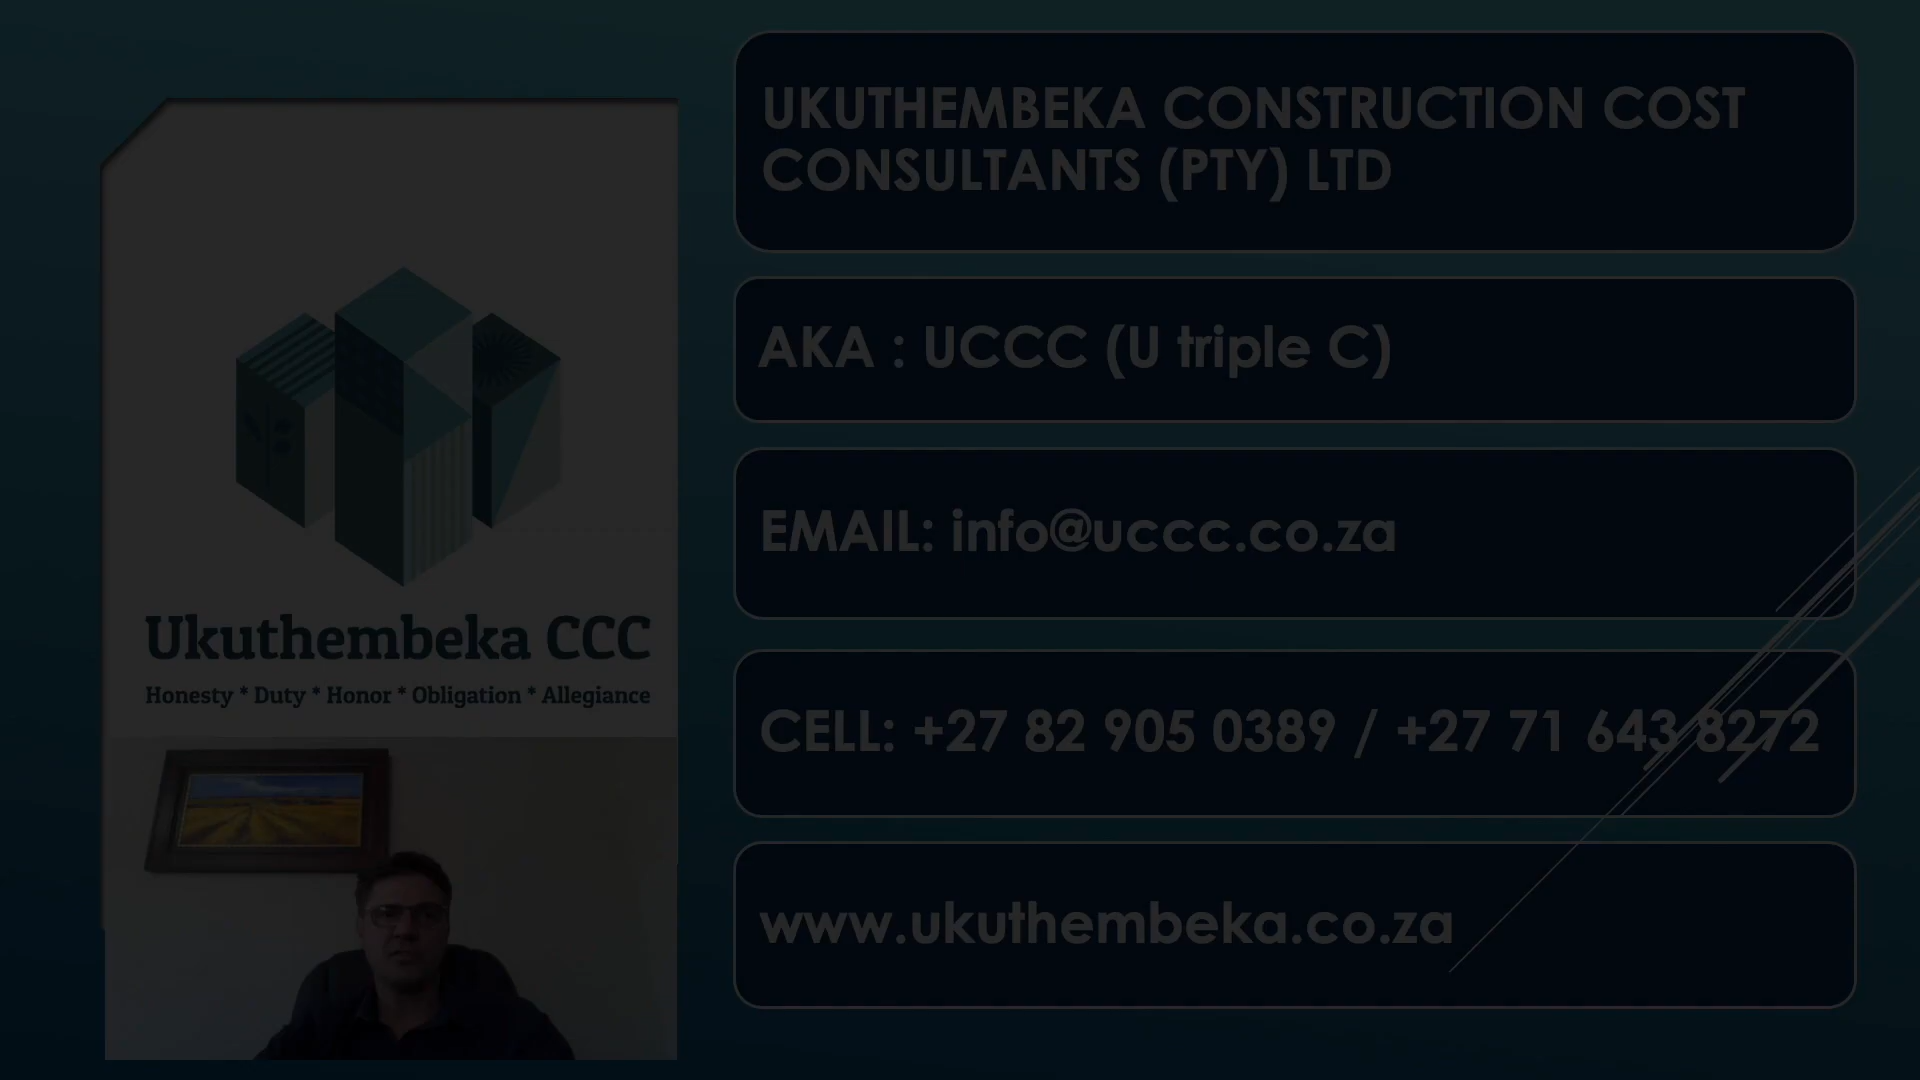 UKUTHEMBEKA CONSTRUCTION COST
CONSULTANTS (PTY) LTD
AKA : UCCC (U triple C)
EMAIL: info@uccc.co.za
CELL: +27 82 905 0389 / +27 71 643 8272
www.ukuthembeka.co.za
Ukuthembeka CCC
Honesty * Duty * Honor * Obligation * Allegiance